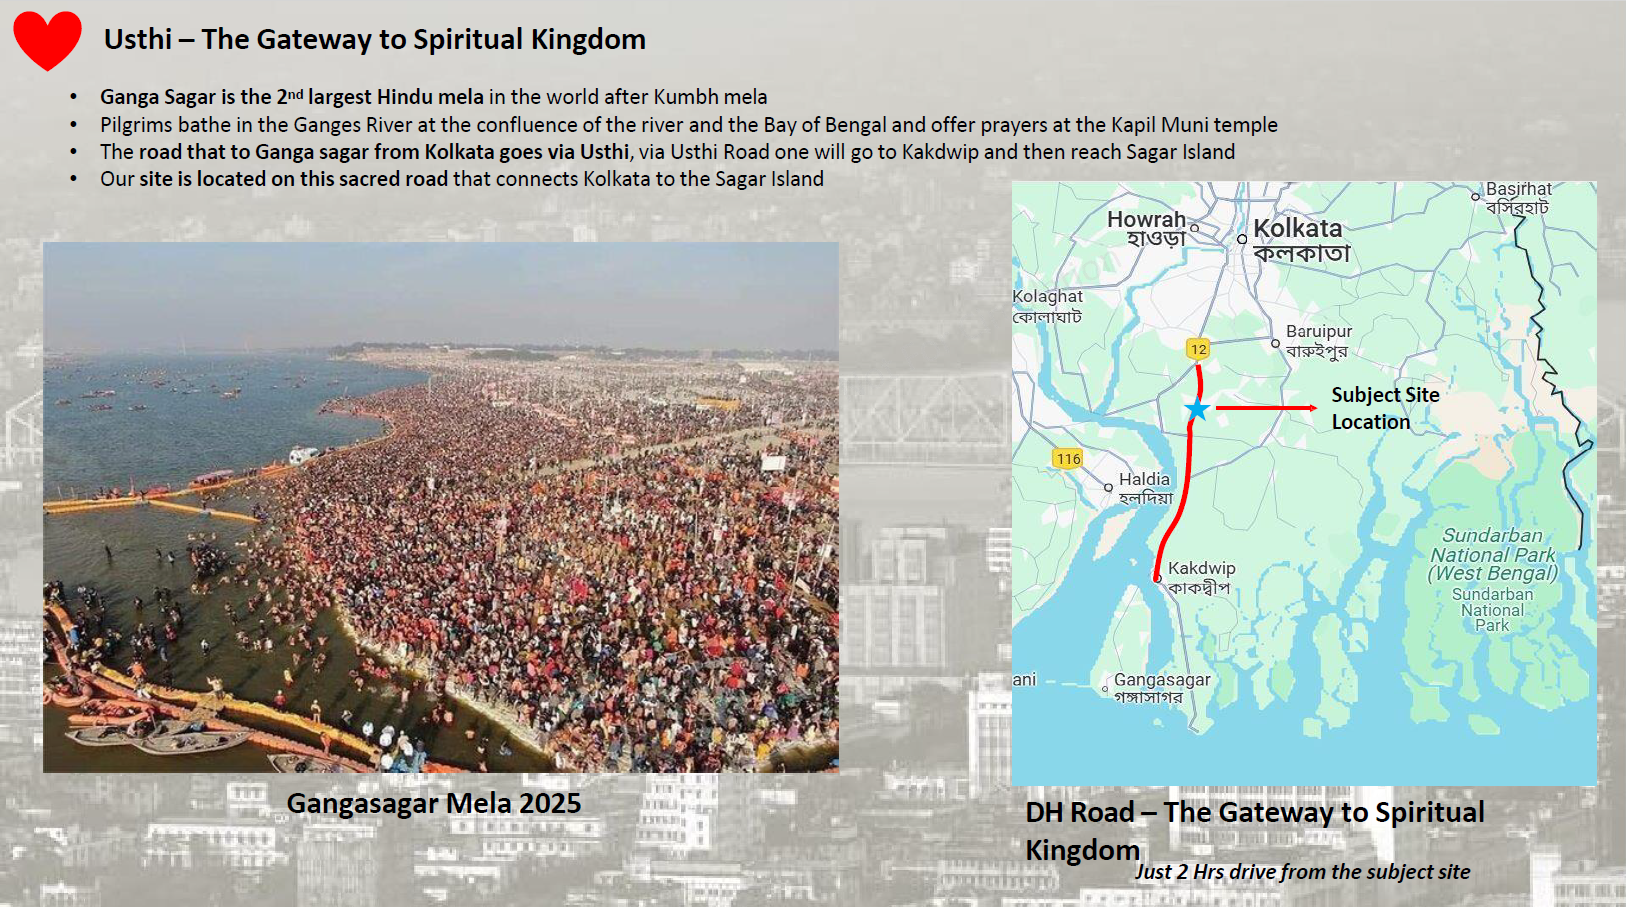 Usthi – The Gateway to Spiritual Kingdom
• Ganga Sagar is the 2nd largest Hindu mela in the world after Kumbh mela
• Pilgrims bathe in the Ganges River at the confluence of the river and the Bay of Bengal and offer prayers at the Kapil Muni temple
• The road that to Ganga sagar from Kolkata goes via Usthi, via Usthi Road one will go to Kakdwip and then reach Sagar Island
• Our site is located on this sacred road that connects Kolkata to the Sagar Island
Basirhat
বসিরহাট
Howrah
হাওড়া
Kolkata
কলকাতা
Kolaghat
কোলাঘাট
Baruipur
বারুইপুর
12
Subject Site
Location
116
Haldia
হলদিয়া
Sundarban
National Park
(West Bengal)
Sundarban
National
Park
Kakdwip
কাকদ্বীপ
ani
Gangasagar
গঙ্গাসাগর
Gangasagar Mela 2025
DH Road – The Gateway to Spiritual
Kingdom
Just 2 Hrs drive from the subject site